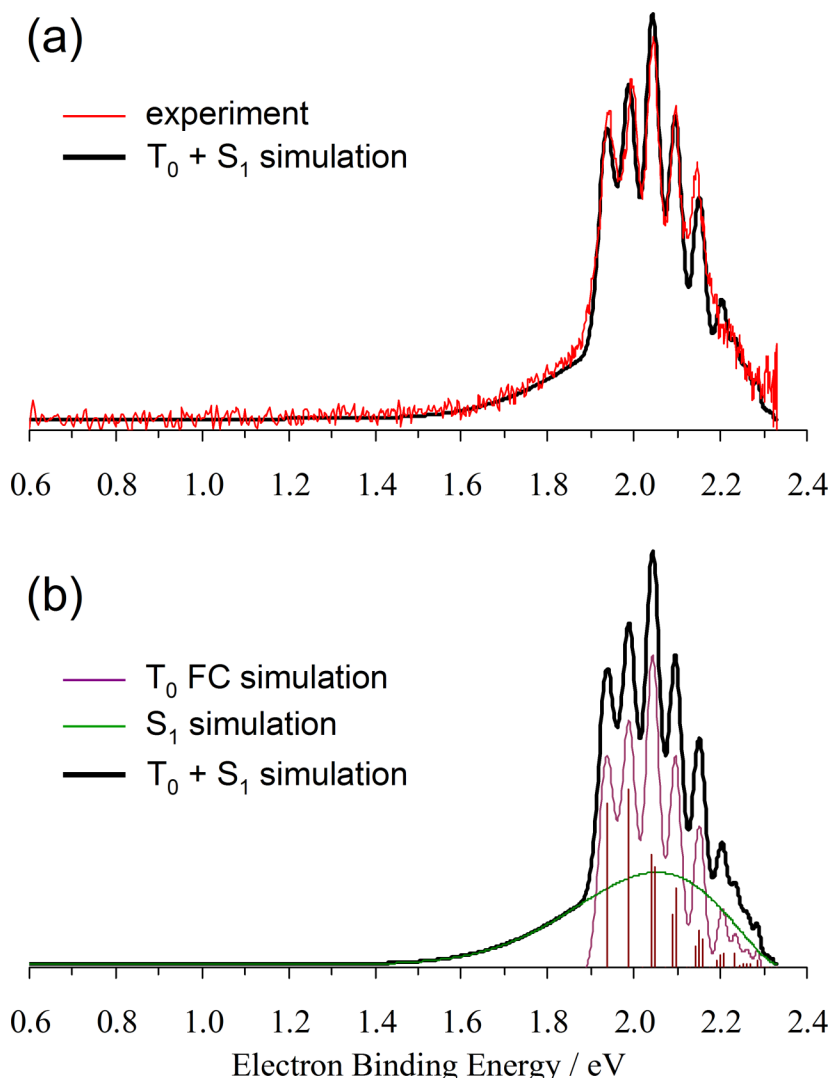 (a)
experiment
T₀ + S₁ simulation
0.6 0.8 1.0 1.2 1.4 1.6 1.8 2.0 2.2 2.4
(b)
T₀ FC simulation
S₁ simulation
T₀ + S₁ simulation
0.6 0.8 1.0 1.2 1.4 1.6 1.8 2.0 2.2 2.4
Electron Binding Energy / eV